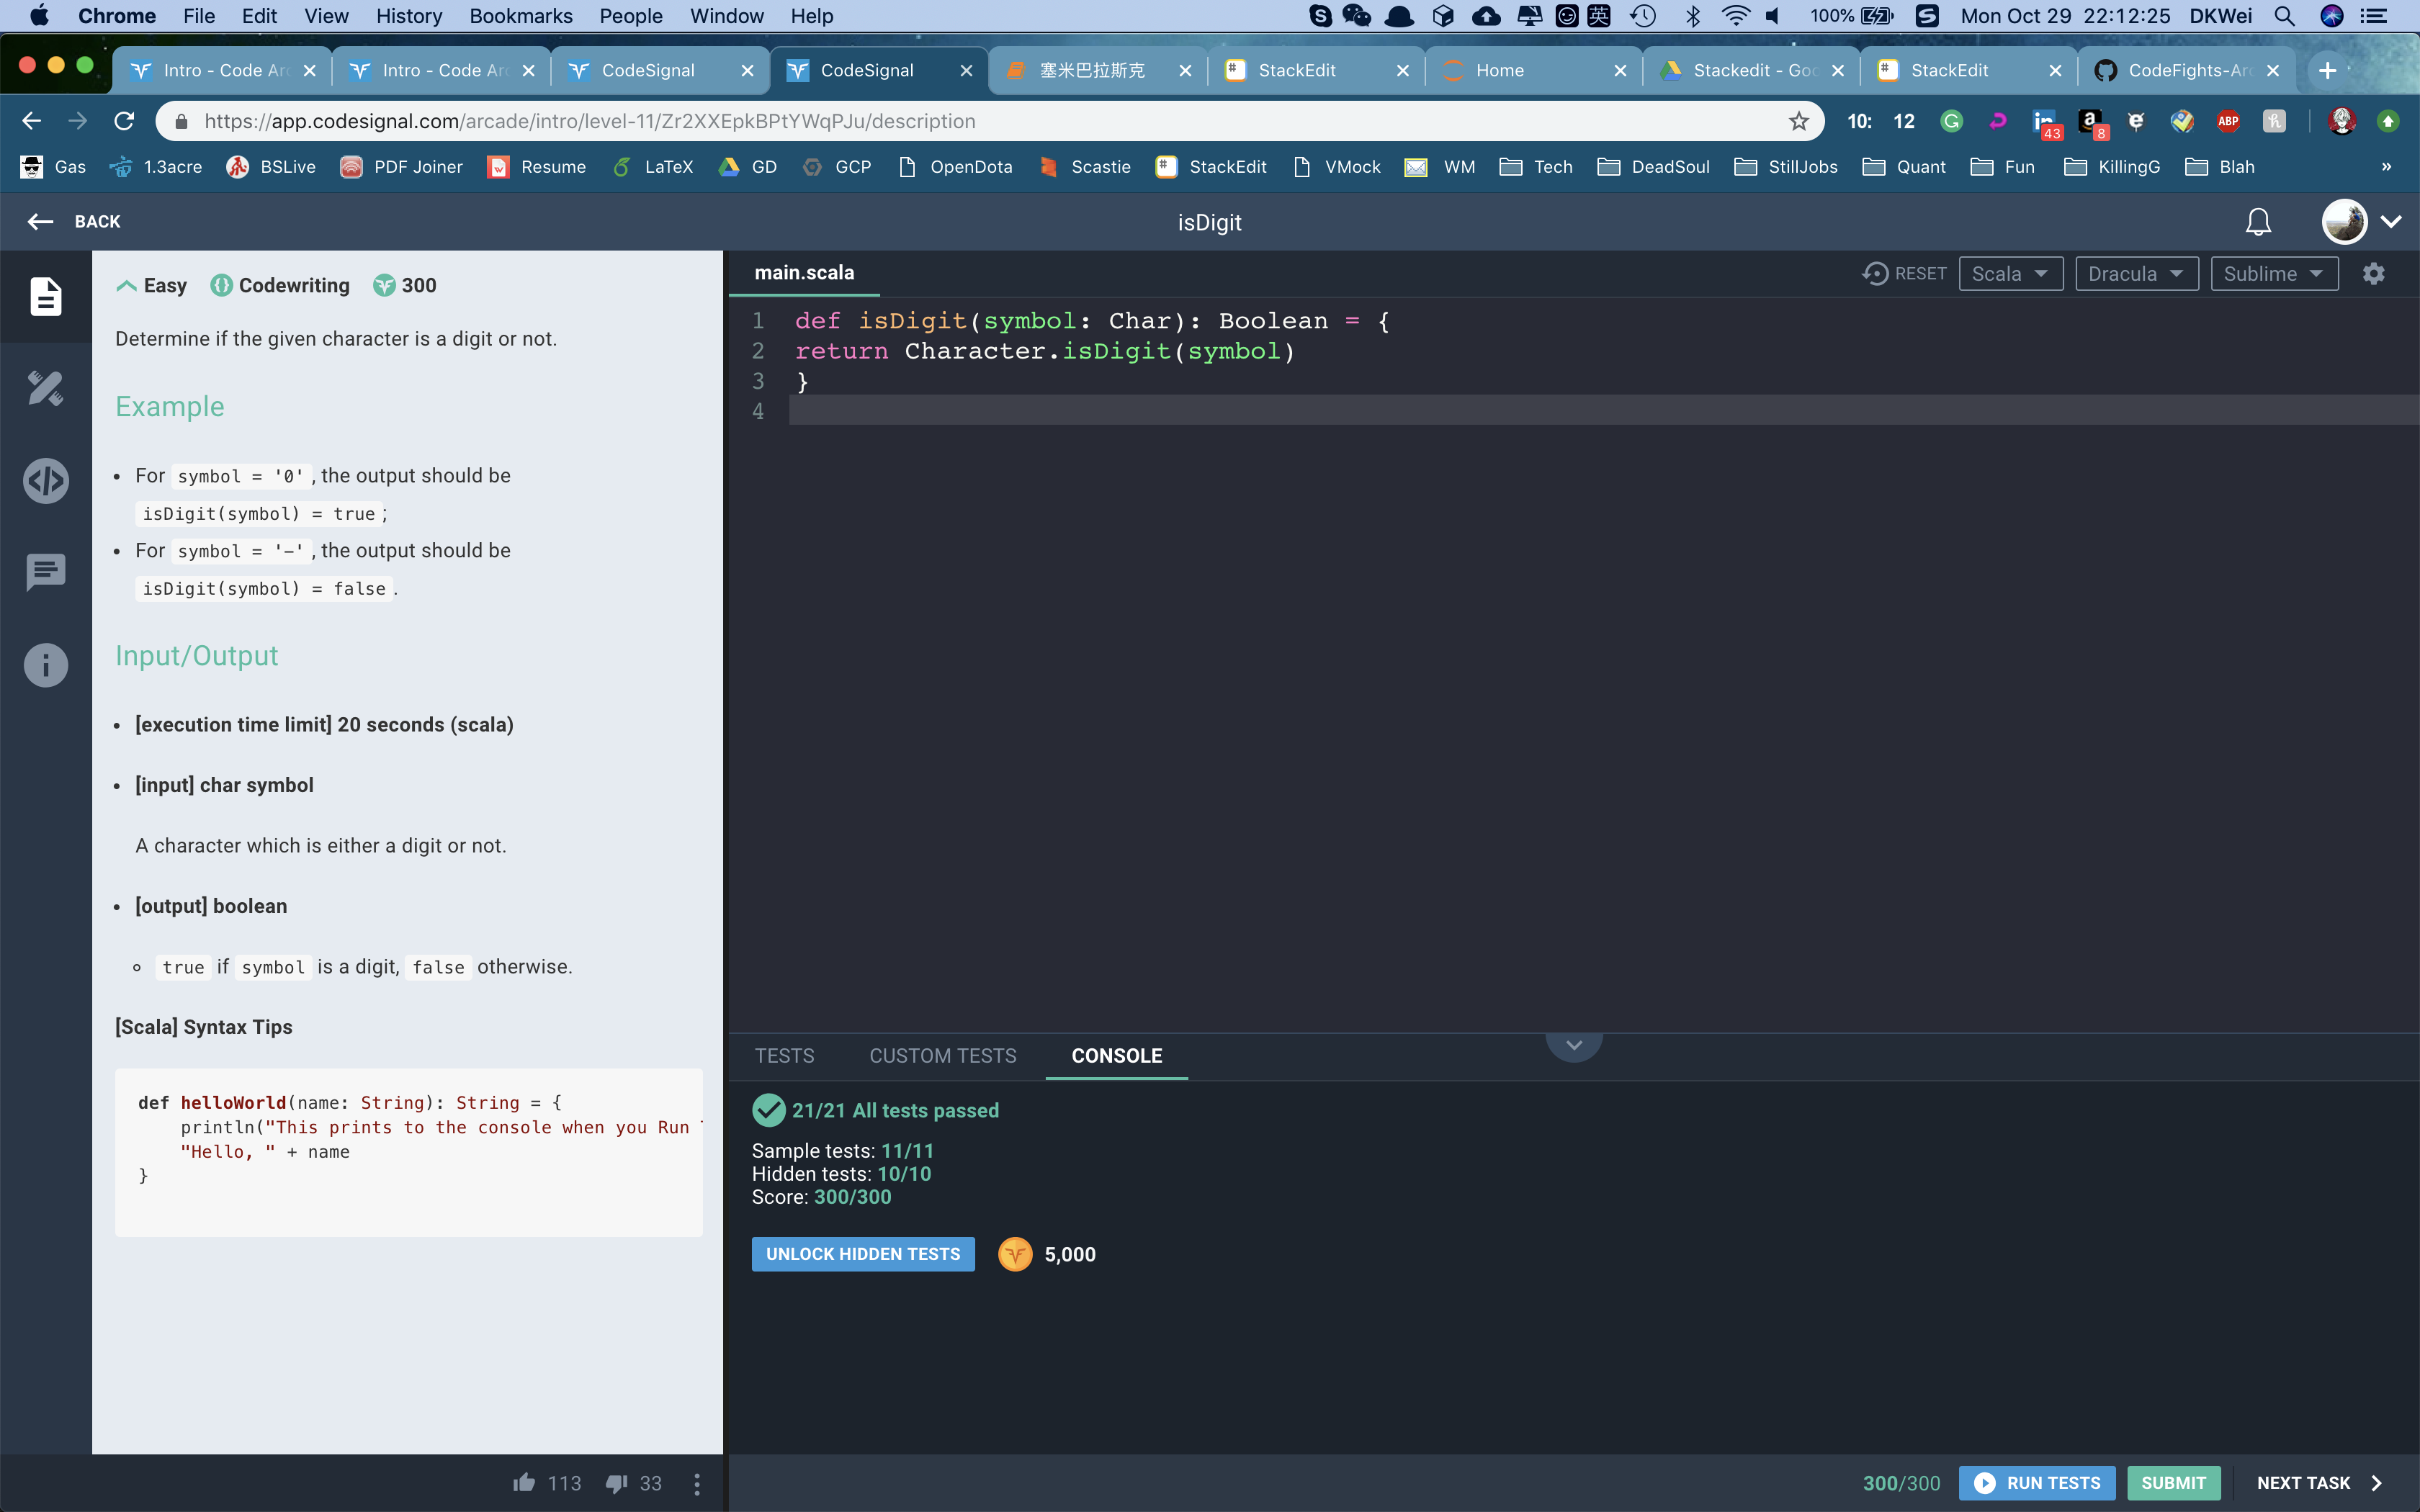 Chrome File Edit View History Bookmarks People Window Help 英 100% Mon Oct 29 22:12:25 DKWei
Intro - Code Arc Intro - Code Arc CodeSignal CodeSignal 塞米巴拉斯克 StackEdit Home Stackedit - Goo StackEdit CodeFights-Arc
https://app.codesignal.com/arcade/intro/level-11/Zr2XXEpkBPtYWqPJu/description 10: 12 43 8 ABP
Gas 1.3acre BSLive PDF Joiner Resume LaTeX GD GCP OpenDota Scastie StackEdit VMock WM Tech DeadSoul StillJobs Quant Fun KillingG Blah »
BACK isDigit
Easy Codewriting 300
Determine if the given character is a digit or not.
Example
• For symbol = '0', the output should be
isDigit(symbol) = true;
• For symbol = '-', the output should be
isDigit(symbol) = false.
Input/Output
• [execution time limit] 20 seconds (scala)
• [input] char symbol
A character which is either a digit or not.
• [output] boolean
true if symbol is a digit, false otherwise.
[Scala] Syntax Tips
def helloWorld(name: String): String = {
println("This prints to the console when you Run
"Hello, " + name
}
113 33
main.scala RESET Scala Dracula Sublime
1 def isDigit(symbol: Char): Boolean = {
2 return Character.isDigit(symbol)
3 }
4
TESTS CUSTOM TESTS CONSOLE
21/21 All tests passed
Sample tests: 11/11
Hidden tests: 10/10
Score: 300/300
UNLOCK HIDDEN TESTS 5,000
300/300 RUN TESTS SUBMIT NEXT TASK